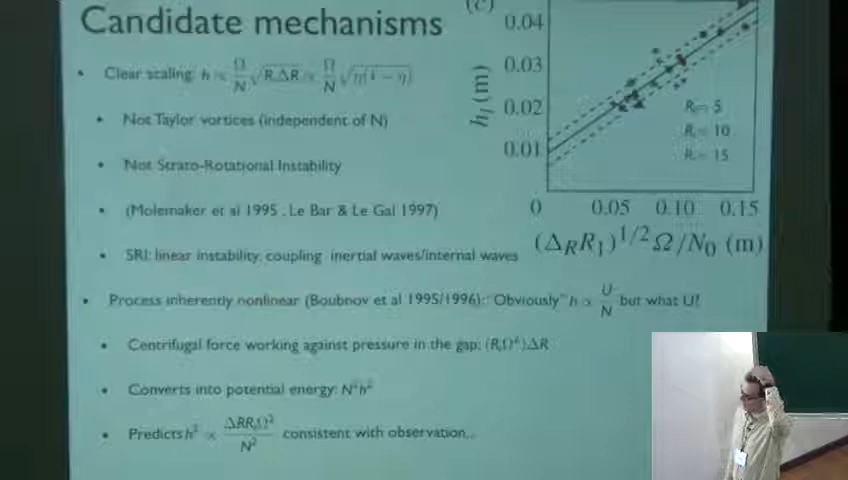 Candidate mechanisms
• Clear scaling: h ∝ Ω/N √(R₁ΔR) ∝ Ω/N √(η(1 − η))
• Not Taylor vortices (independent of N)
• Not Strato-Rotational Instability
• (Molemaker et al 1995 , Le Bar & Le Gal 1997)
• SRI: linear instability, coupling inertial waves/internal waves
• Process inherently nonlinear (Boubnov et al 1995/1996): "Obviously" h ∝ U/N but what U?
• Centrifugal force working against pressure in the gap: (R₁Ω²)ΔR
• Converts into potential energy: N²h²
• Predicts h² ∝ ΔRR₁Ω²/N² consistent with observation...
(c)
0.04
0.03
0.02
0.01
h_l (m)
R₁= 5
R₁= 10
R₁= 15
0 0.05 0.10 0.15
(Δ_R R₁)^1/2 Ω/N₀ (m)